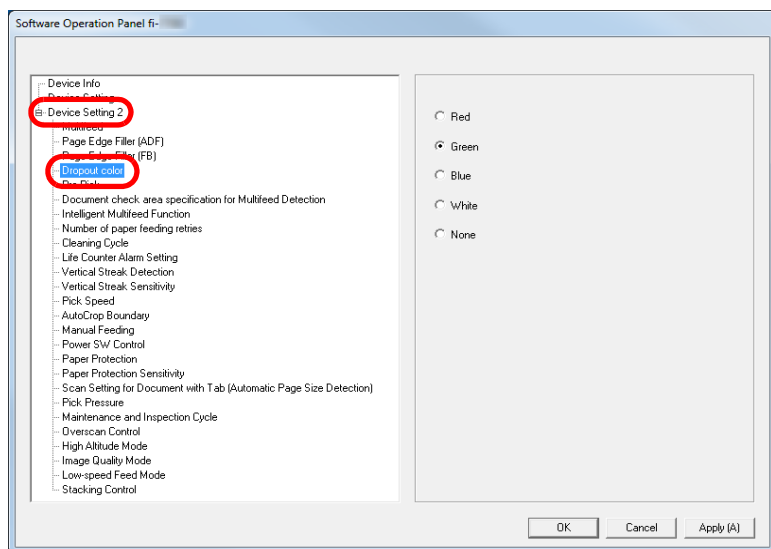 Software Operation Panel fi-
Device Info
Device Setting
Device Setting 2
Multifeed
Page Edge Filler (ADF)
Page Edge Filler (FB)
Dropout color
Pre-Pick
Document check area specification for Multifeed Detection
Intelligent Multifeed Function
Number of paper feeding retries
Cleaning Cycle
Life Counter Alarm Setting
Vertical Streak Detection
Vertical Streak Sensitivity
Pick Speed
AutoCrop Boundary
Manual Feeding
Power SW Control
Paper Protection
Paper Protection Sensitivity
Scan Setting for Document with Tab (Automatic Page Size Detection)
Pick Pressure
Maintenance and Inspection Cycle
Overscan Control
High Altitude Mode
Image Quality Mode
Low-speed Feed Mode
Stacking Control
Red
Green
Blue
White
None
OK
Cancel
Apply (A)